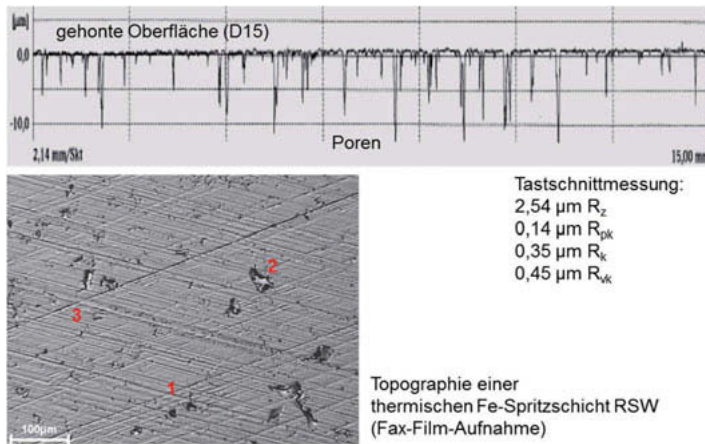 [µm]
gehonte Oberfläche (D15)
0,0
-10,0
Poren
2,14 mm/Skt
15,00 mm
Tastschnittmessung:
2,54 µm Rz
0,14 µm Rpk
0,35 µm Rk
0,45 µm Rvk
2
3
1
100µm
Topographie einer
thermischen Fe-Spritzschicht RSW
(Fax-Film-Aufnahme)